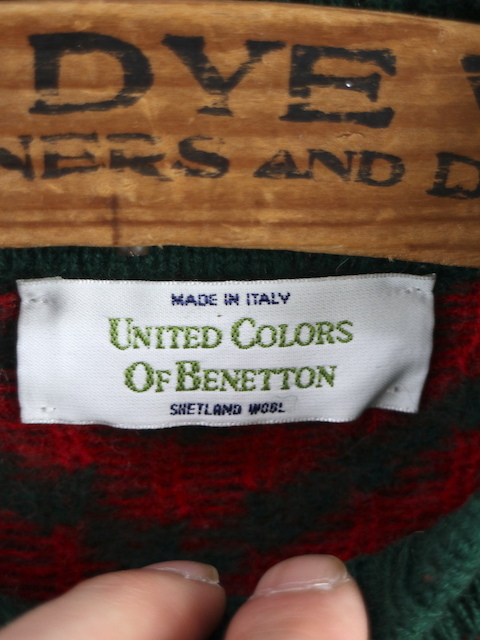 DYE
NERS AND D
MADE IN ITALY
UNITED COLORS
OF BENETTON
SHETLAND WOOL